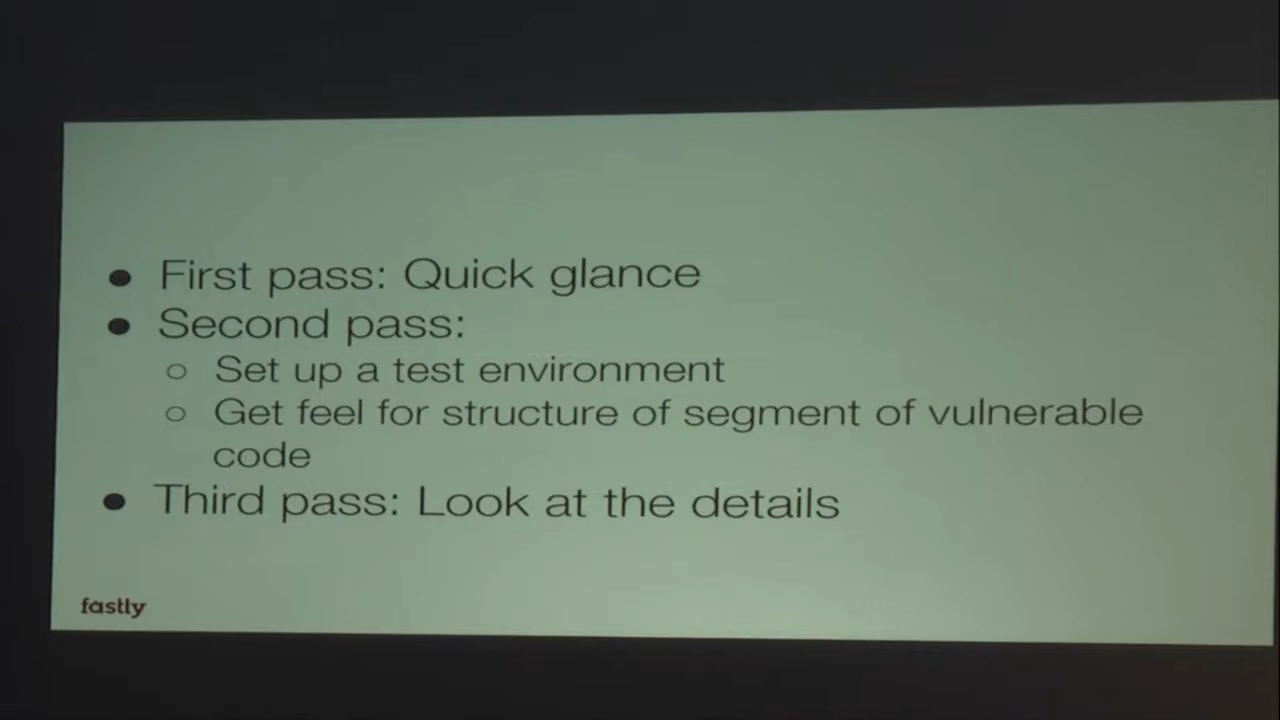 ● First pass: Quick glance
● Second pass:
○ Set up a test environment
○ Get feel for structure of segment of vulnerable
code
● Third pass: Look at the details
fastly